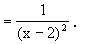 = 1/(x – 2)² .